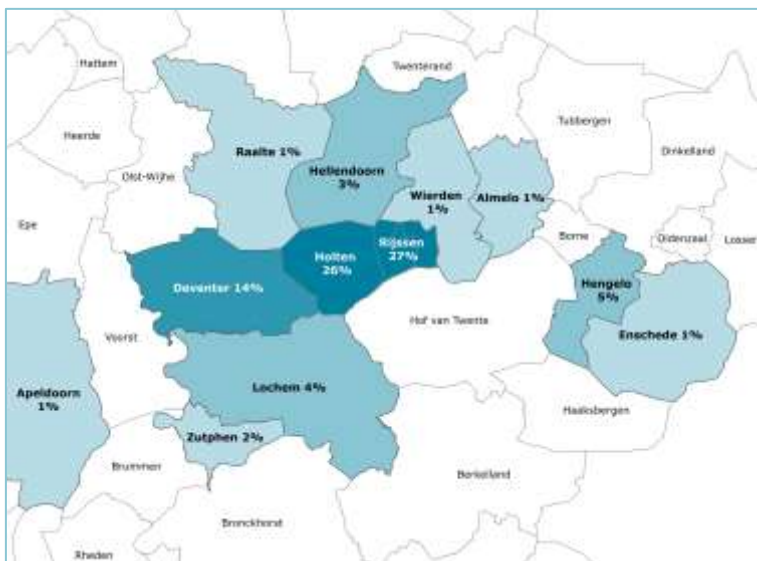 Hattem
Twenterand
Heerde
Tubbergen
Raalte 1%
Dinkelland
Olst-Wijhe
Hellendoorn
3%
Wierden
1%
Almelo 1%
Epe
Borne
Oldenzaal
Losser
Holten
26%
Rijssen
27%
Deventer 14%
Hengelo
5%
Hof van Twente
Enschede 1%
Voorst
Apeldoorn
1%
Lochem 4%
Haaksbergen
Zutphen 2%
Brummen
Berkelland
Bronckhorst
Rheden